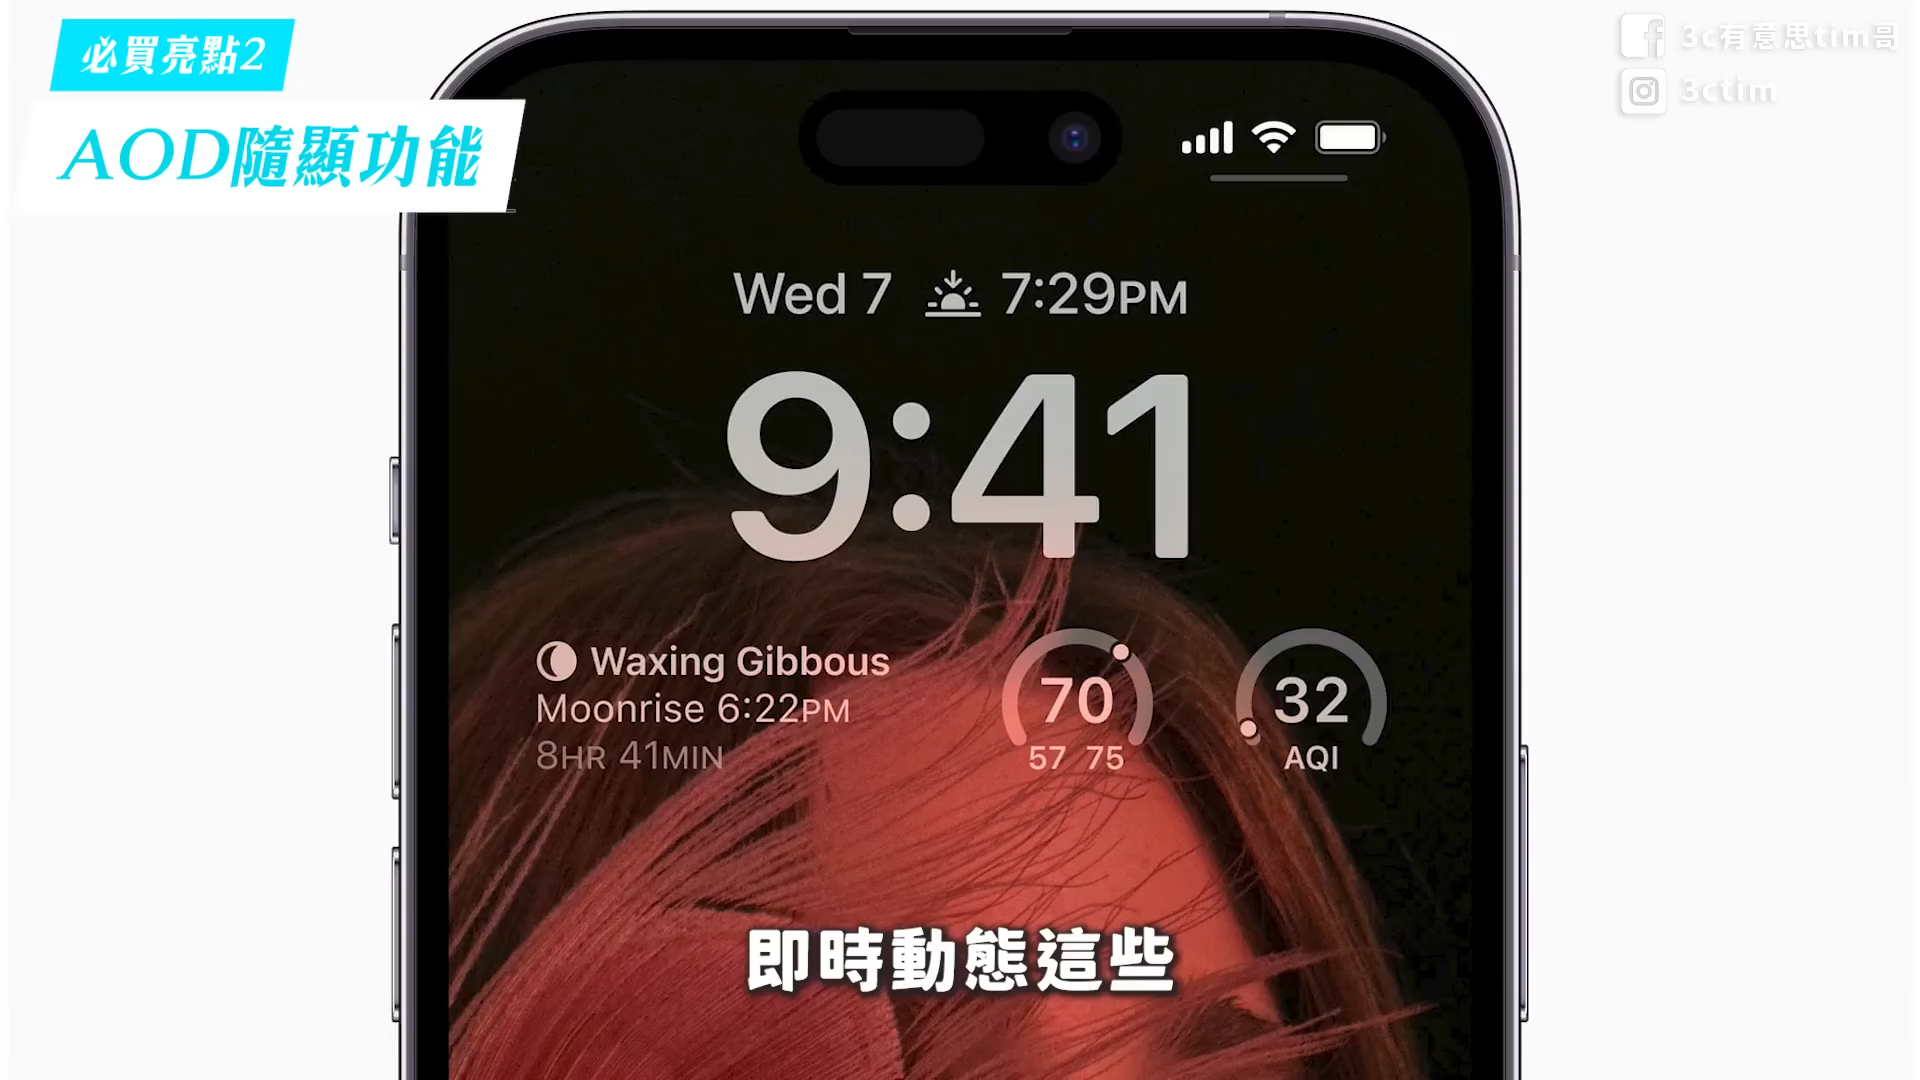 必買亮點2
AOD隨顯功能
3c有意思tim哥
3ctim
Wed 7 7:29PM
9:41
Waxing Gibbous
Moonrise 6:22PM
8HR 41MIN
70
57 75
32
AQI
即時動態這些